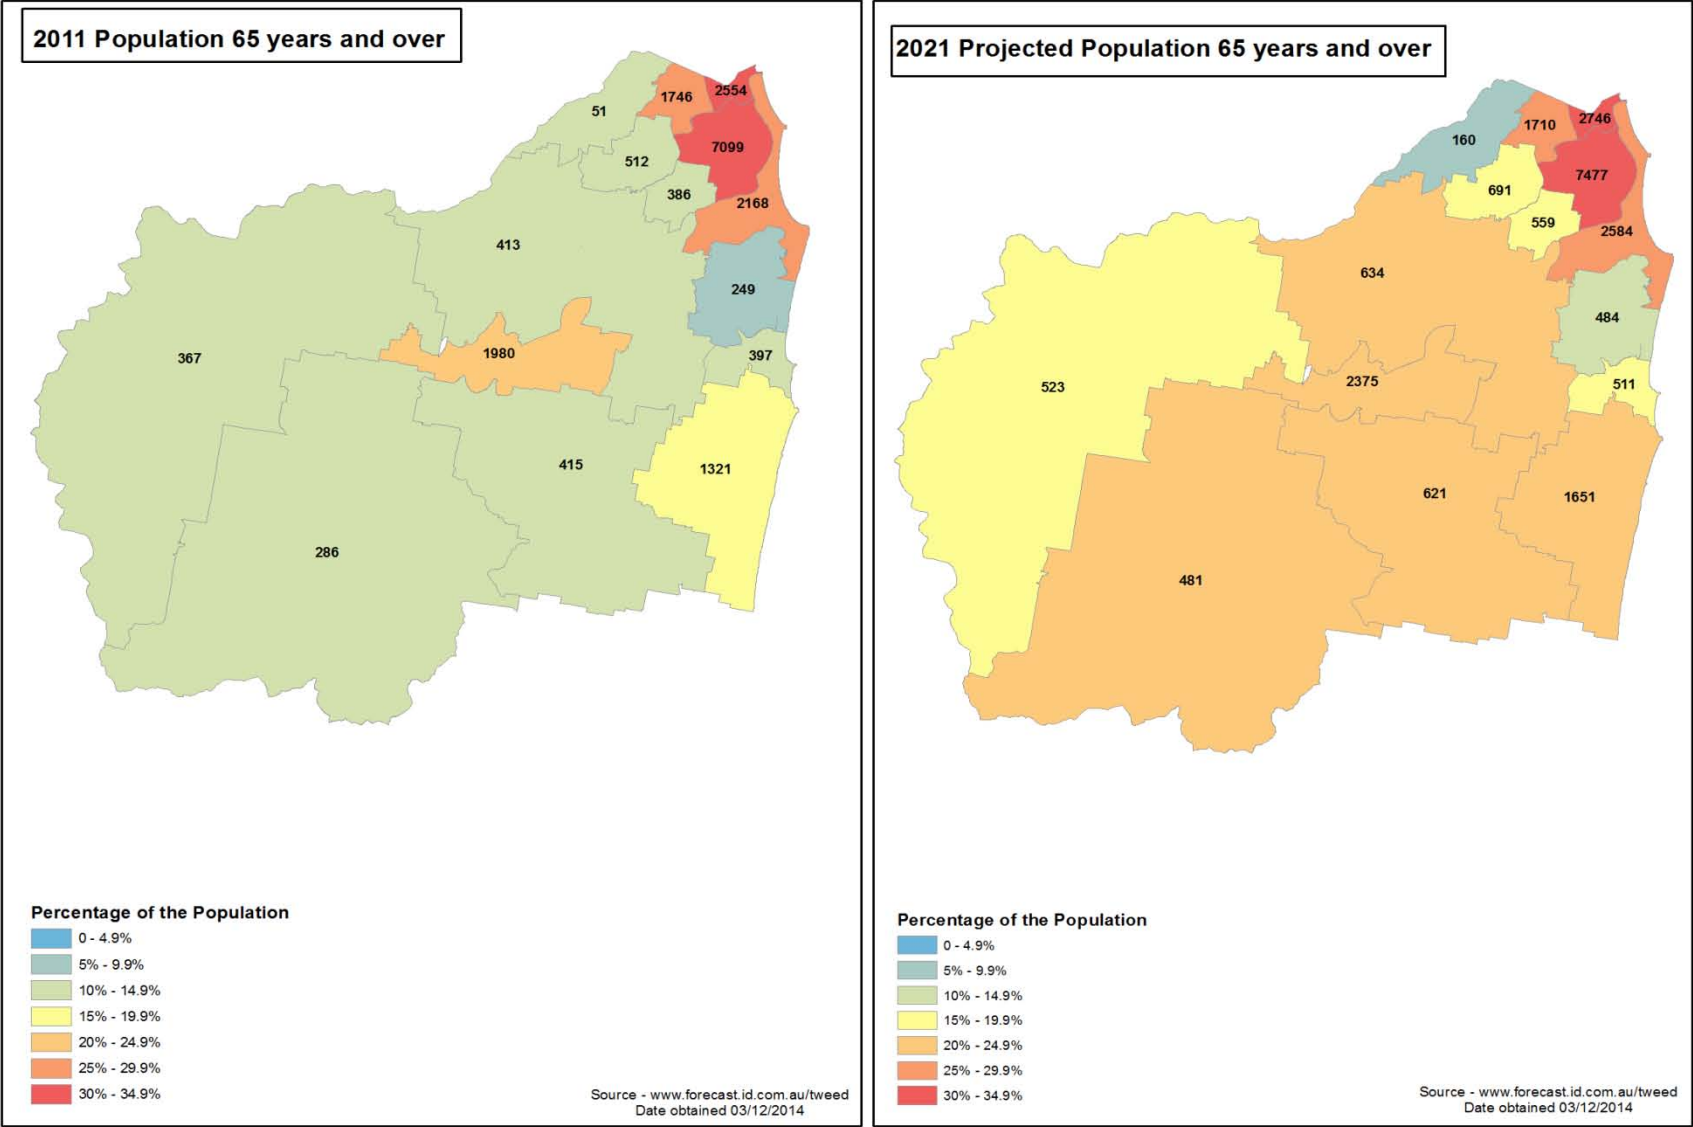 2011 Population 65 years and over
51
1746
2554
512
7099
386
2168
413
249
367
1980
397
415
1321
286
Percentage of the Population
0 - 4.9%
5% - 9.9%
10% - 14.9%
15% - 19.9%
20% - 24.9%
25% - 29.9%
30% - 34.9%
Source - www.forecast.id.com.au/tweed
Date obtained 03/12/2014
2021 Projected Population 65 years and over
160
1710
2746
691
7477
559
2584
634
484
523
2375
511
621
1651
481
Percentage of the Population
0 - 4.9%
5% - 9.9%
10% - 14.9%
15% - 19.9%
20% - 24.9%
25% - 29.9%
30% - 34.9%
Source - www.forecast.id.com.au/tweed
Date obtained 03/12/2014